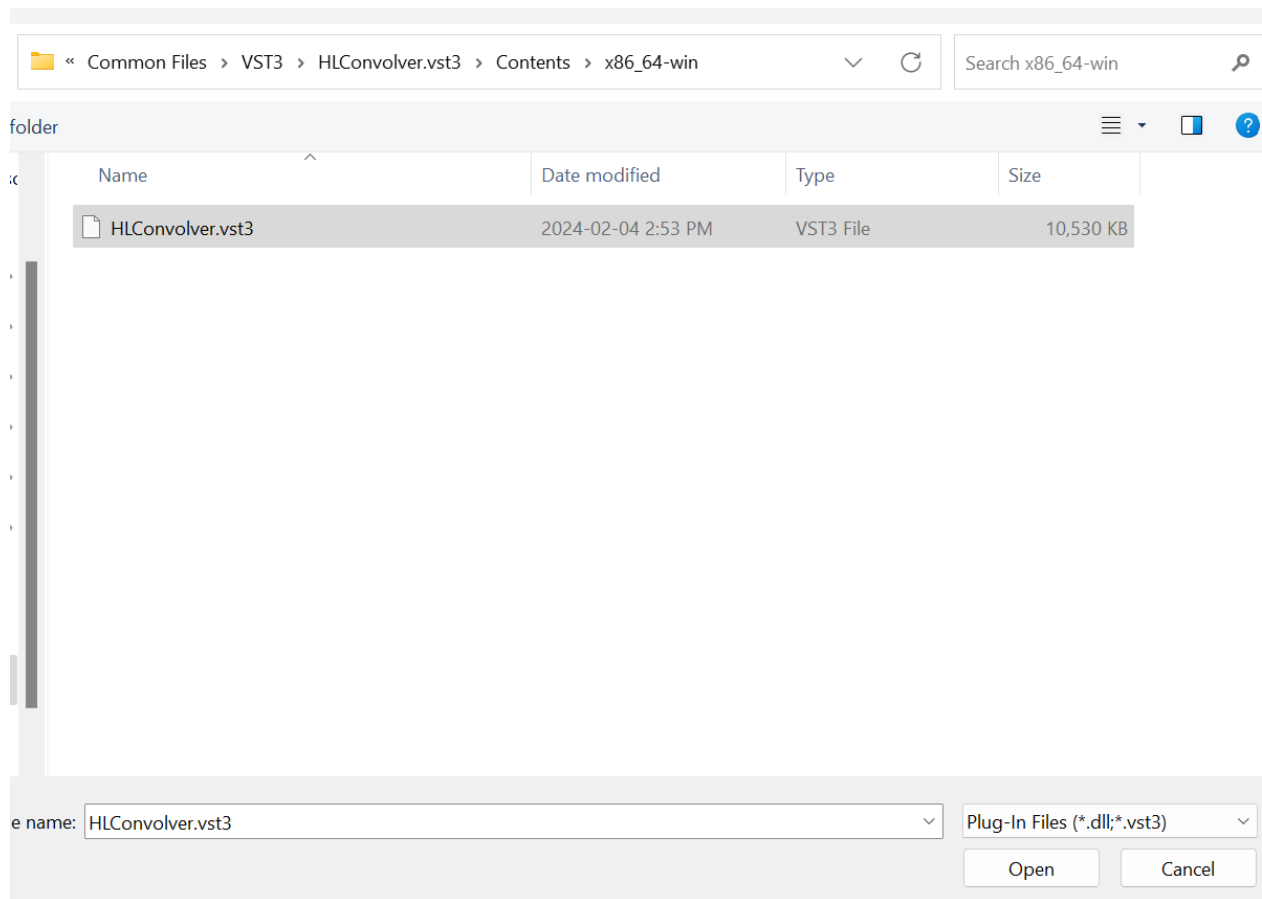 « Common Files > VST3 > HLConvolver.vst3 > Contents > x86_64-win
Search x86_64-win
folder
Name Date modified Type Size
HLConvolver.vst3 2024-02-04 2:53 PM VST3 File 10,530 KB
e name: HLConvolver.vst3 Plug-In Files (*.dll;*.vst3)
Open Cancel